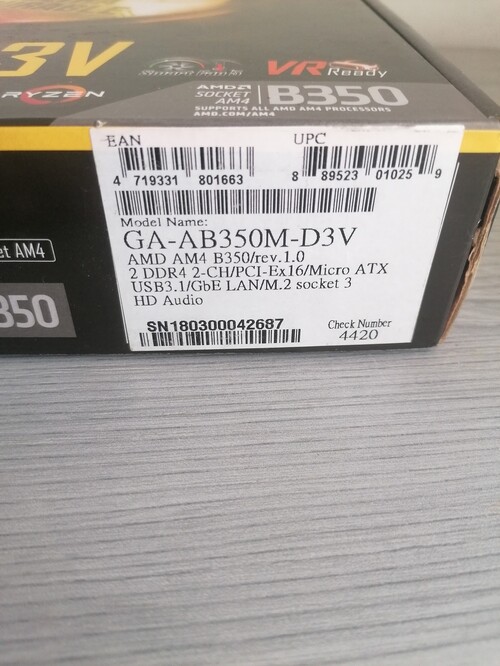 3V
VR Ready
RYZEN
AMD
SOCKET
AM4
B350
SUPPORTS ALL AMD AM4 PROCESSORS
AMD.COM/AM4
EAN
UPC
4 719331 801663
8 89523 01025 9
Model Name:
GA-AB350M-D3V
AMD AM4 B350/rev.1.0
2 DDR4 2-CH/PCI-Ex16/Micro ATX
USB3.1/GbE LAN/M.2 socket 3
HD Audio
SN180300042687
Check Number
4420
et AM4
350